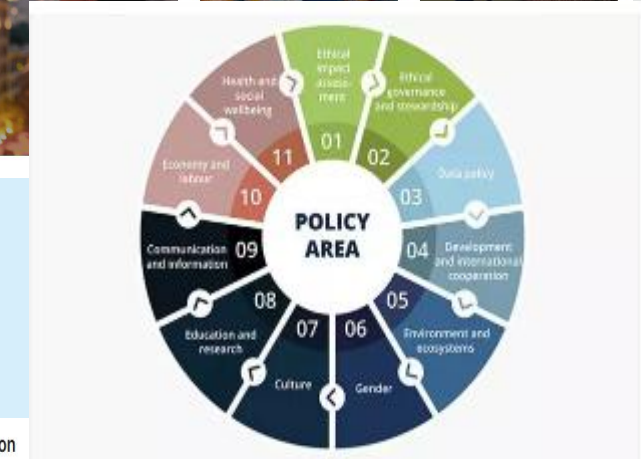 POLICY
AREA
01
Ethical
impact
assess-
ment
02
Ethical
governance
and stewardship
03
Data policy
04
Development
and international
cooperation
05
Environment and
ecosystems
06
Gender
07
Culture
08
Education and
research
09
Communication
and information
10
Economy and
labour
11
Health and
social
wellbeing
on